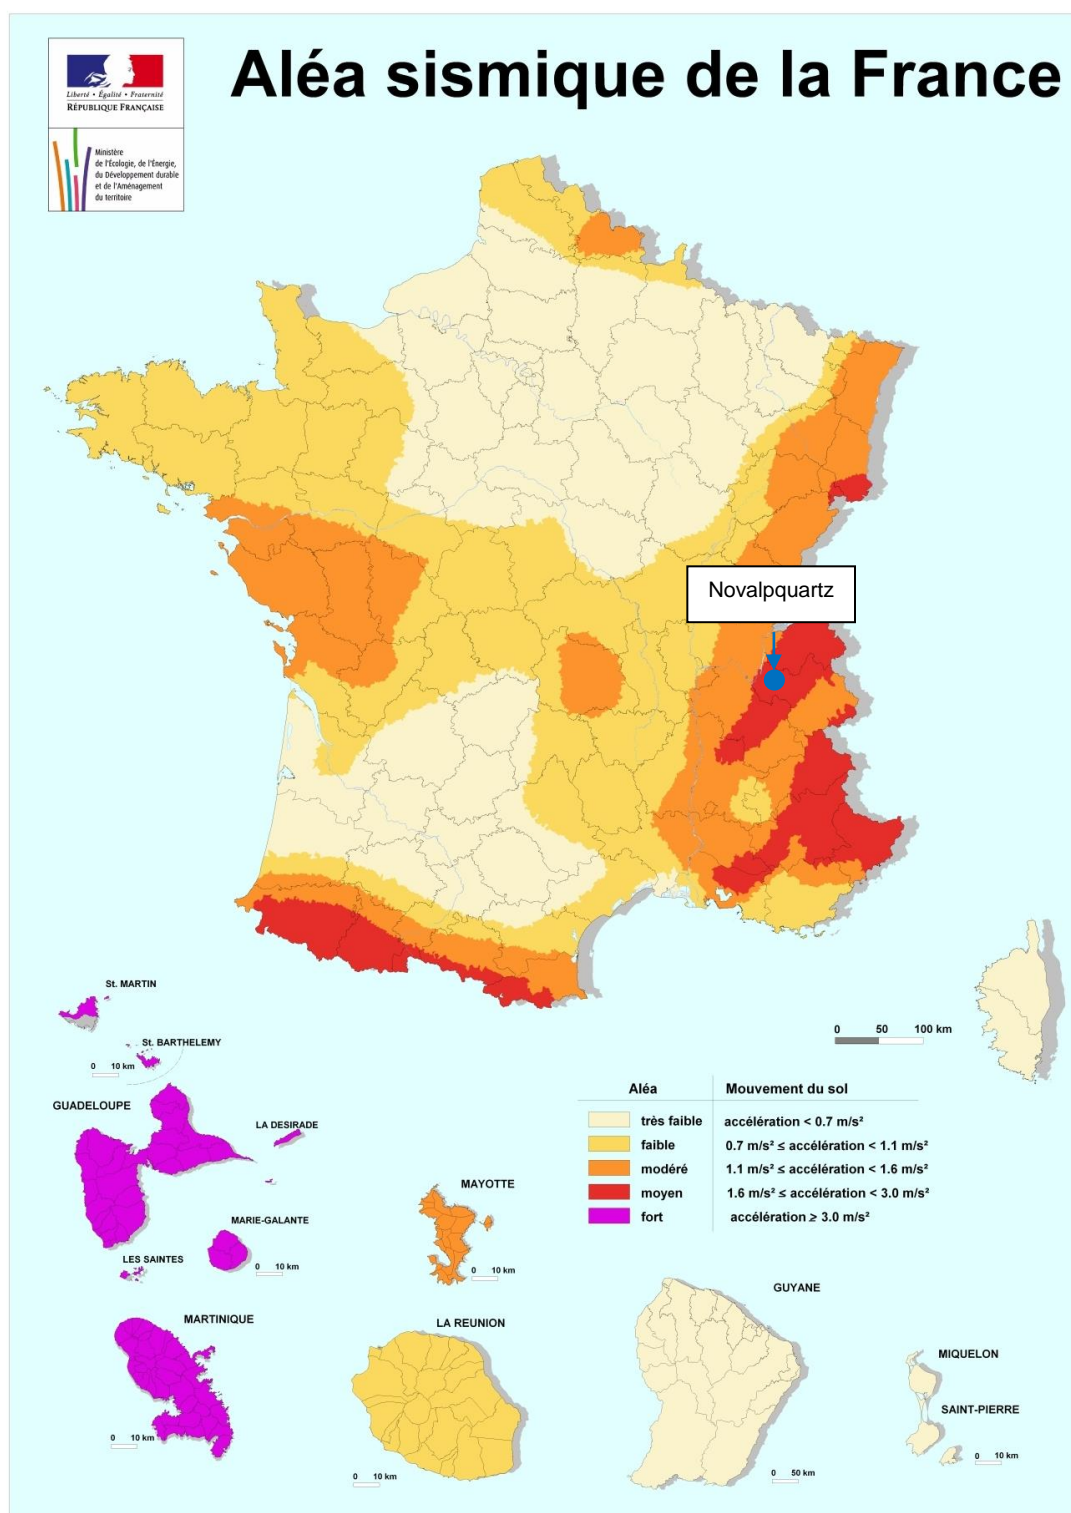 Aléa sismique de la France
Liberté • Égalité • Fraternité
RÉPUBLIQUE FRANÇAISE
Ministère
de l'Écologie, de l'Énergie,
du Développement durable
et de l'Aménagement
du territoire
Novalpquartz
St. MARTIN
St. BARTHELEMY
0 10 km
GUADELOUPE
LA DESIRADE
MARIE-GALANTE
0 10 km
LES SAINTES
MARTINIQUE
0 10 km
MAYOTTE
0 10 km
LA REUNION
0 10 km
0 50 100 km
Aléa Mouvement du sol
très faible accélération < 0.7 m/s²
faible 0.7 m/s² ≤ accélération < 1.1 m/s²
modéré 1.1 m/s² ≤ accélération < 1.6 m/s²
moyen 1.6 m/s² ≤ accélération < 3.0 m/s²
fort accélération ≥ 3.0 m/s²
GUYANE
0 50 km
MIQUELON
SAINT-PIERRE
0 10 km